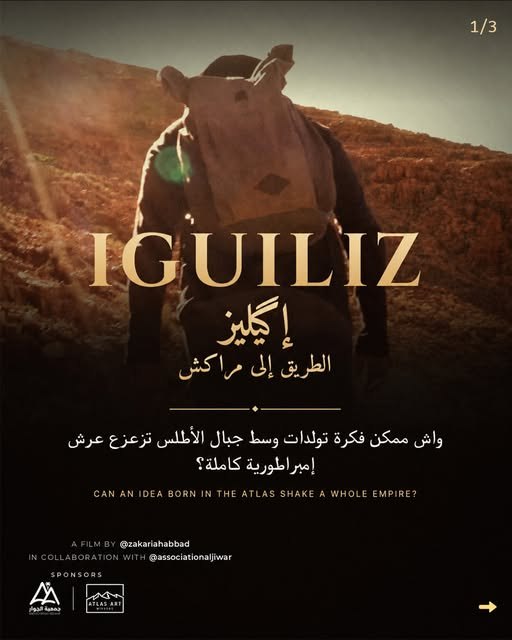 1/3
IGUILIZ
إگيليز
الطريق إلى مراكش
واش ممكن فكرة تولدات وسط جبال الأطلس تزعزع عرش
إمبراطورية كاملة؟
CAN AN IDEA BORN IN THE ATLAS SHAKE A WHOLE EMPIRE?
A FILM BY @zakariahabbad
IN COLLABORATION WITH @associationaljiwar
SPONSORS
جمعية الجوار
ATLAS ART